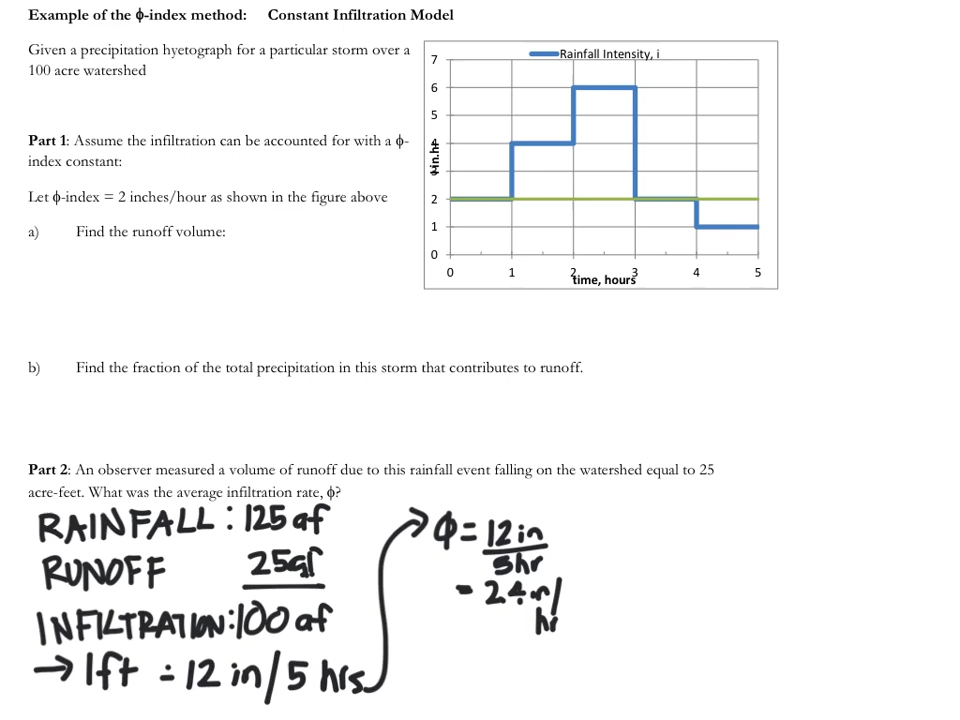 Example of the ϕ-index method: Constant Infiltration Model
Given a precipitation hyetograph for a particular storm over a
100 acre watershed
Part 1: Assume the infiltration can be accounted for with a ϕ-
index constant:
Let ϕ-index = 2 inches/hour as shown in the figure above
a) Find the runoff volume:
Rainfall Intensity, i
7
6
5
4
2
1
0
0 1 2 3 4 5
time, hours
b) Find the fraction of the total precipitation in this storm that contributes to runoff.
Part 2: An observer measured a volume of runoff due to this rainfall event falling on the watershed equal to 25
acre-feet. What was the average infiltration rate, ϕ?
RAINFALL: 125 af
RUNOFF 25 af
INFILTRATION: 100 af
→ 1ft = 12 in/5 hrs
ϕ = 12 in
5hr
= 2.4 in/
hr